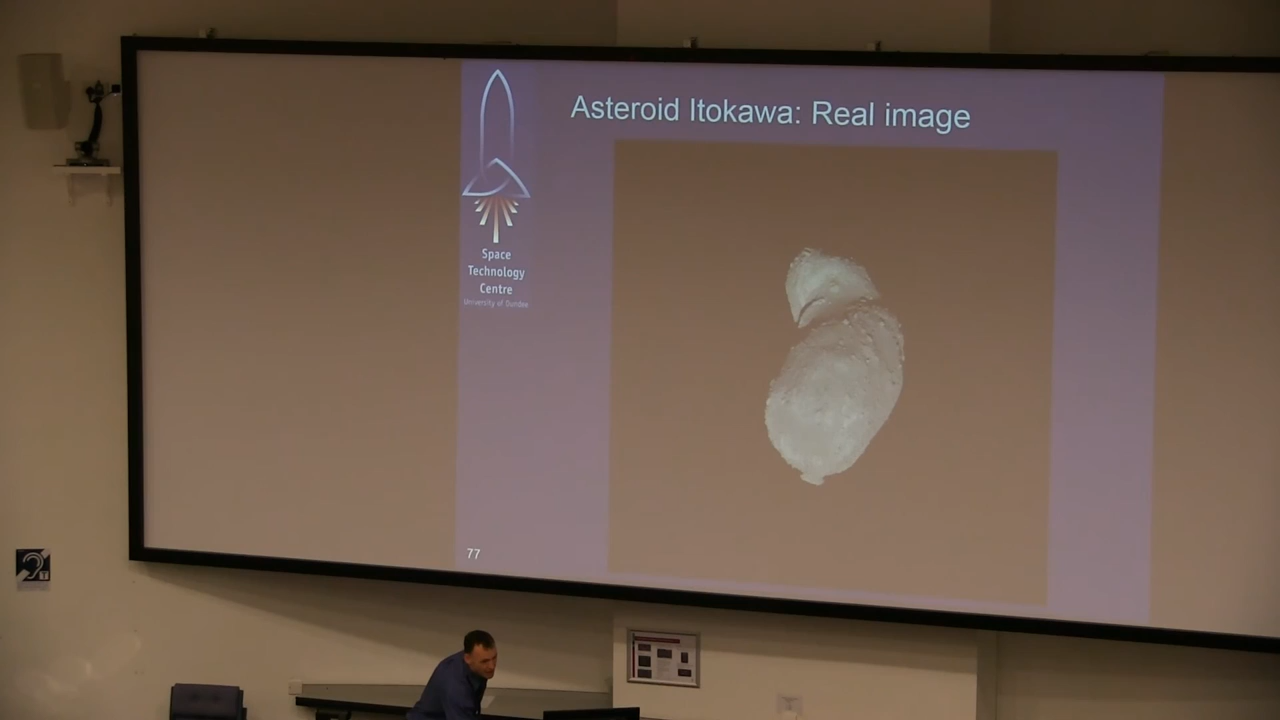 Asteroid Itokawa: Real image
Space
Technology
Centre
University of Dundee
77
T